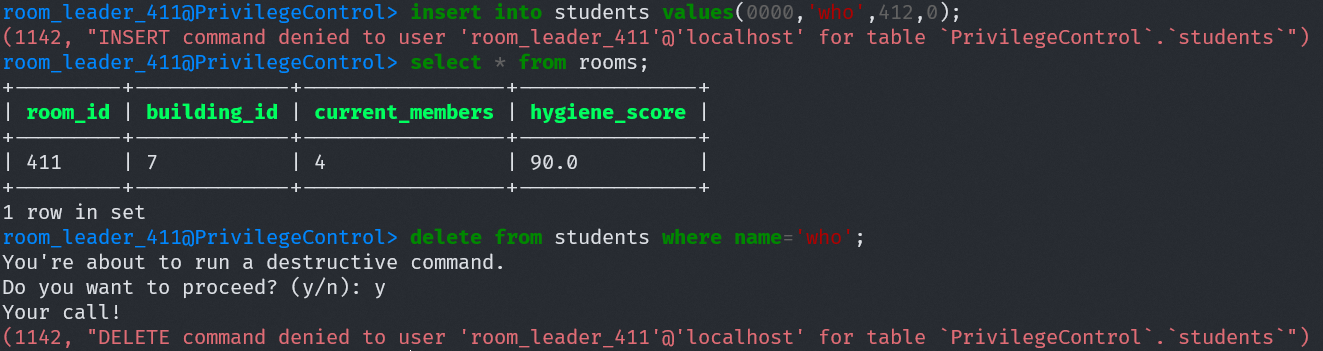 room_leader_411@PrivilegeControl> insert into students values(0000,'who',412,0);
(1142, "INSERT command denied to user 'room_leader_411'@'localhost' for table `PrivilegeControl`.`students`")
room_leader_411@PrivilegeControl> select * from rooms;
+---------+-------------+-----------------+---------------+
| room_id | building_id | current_members | hygiene_score |
+---------+-------------+-----------------+---------------+
| 411     | 7           | 4               | 90.0          |
+---------+-------------+-----------------+---------------+
1 row in set
room_leader_411@PrivilegeControl> delete from students where name='who';
You're about to run a destructive command.
Do you want to proceed? (y/n): y
Your call!
(1142, "DELETE command denied to user 'room_leader_411'@'localhost' for table `PrivilegeControl`.`students`")